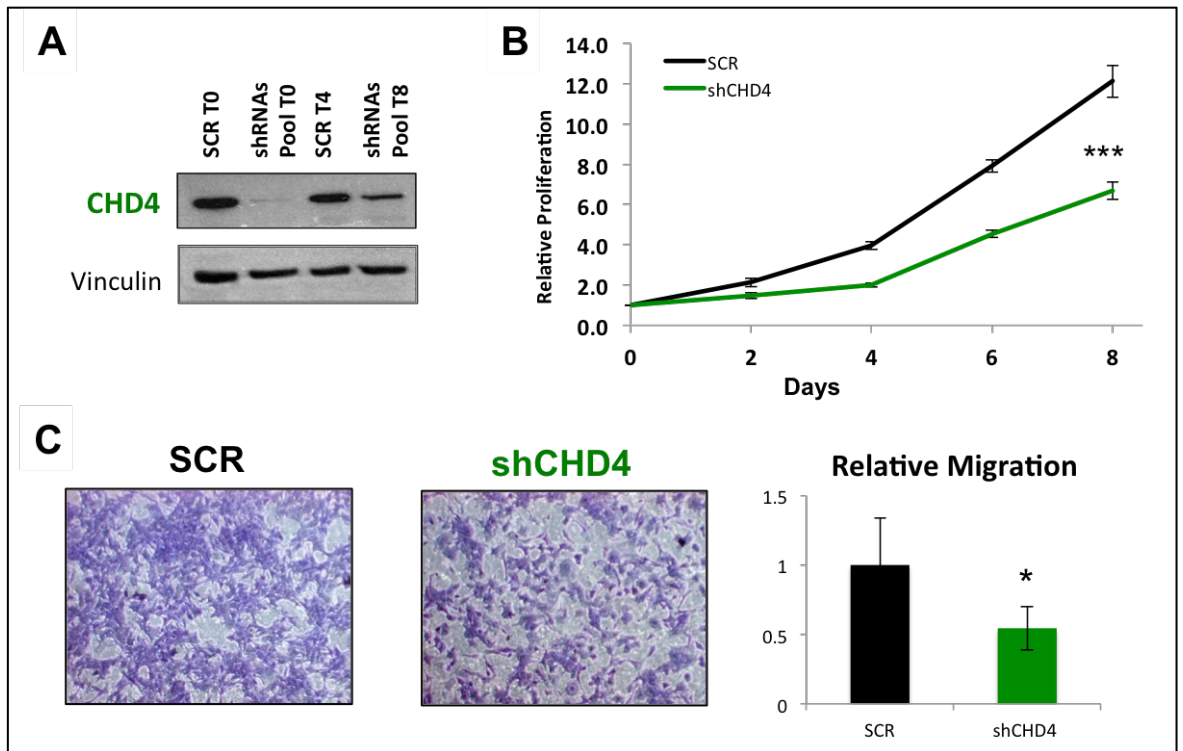 A
SCR T0
shRNAs
Pool T0
SCR T4
shRNAs
Pool T8
CHD4
Vinculin
B
14.0
12.0
10.0
8.0
6.0
4.0
2.0
0.0
Relative Proliferation
SCR
shCHD4
***
0 2 4 6 8
Days
C
SCR
shCHD4
Relative Migration
1.5
1
0.5
0
*
SCR shCHD4